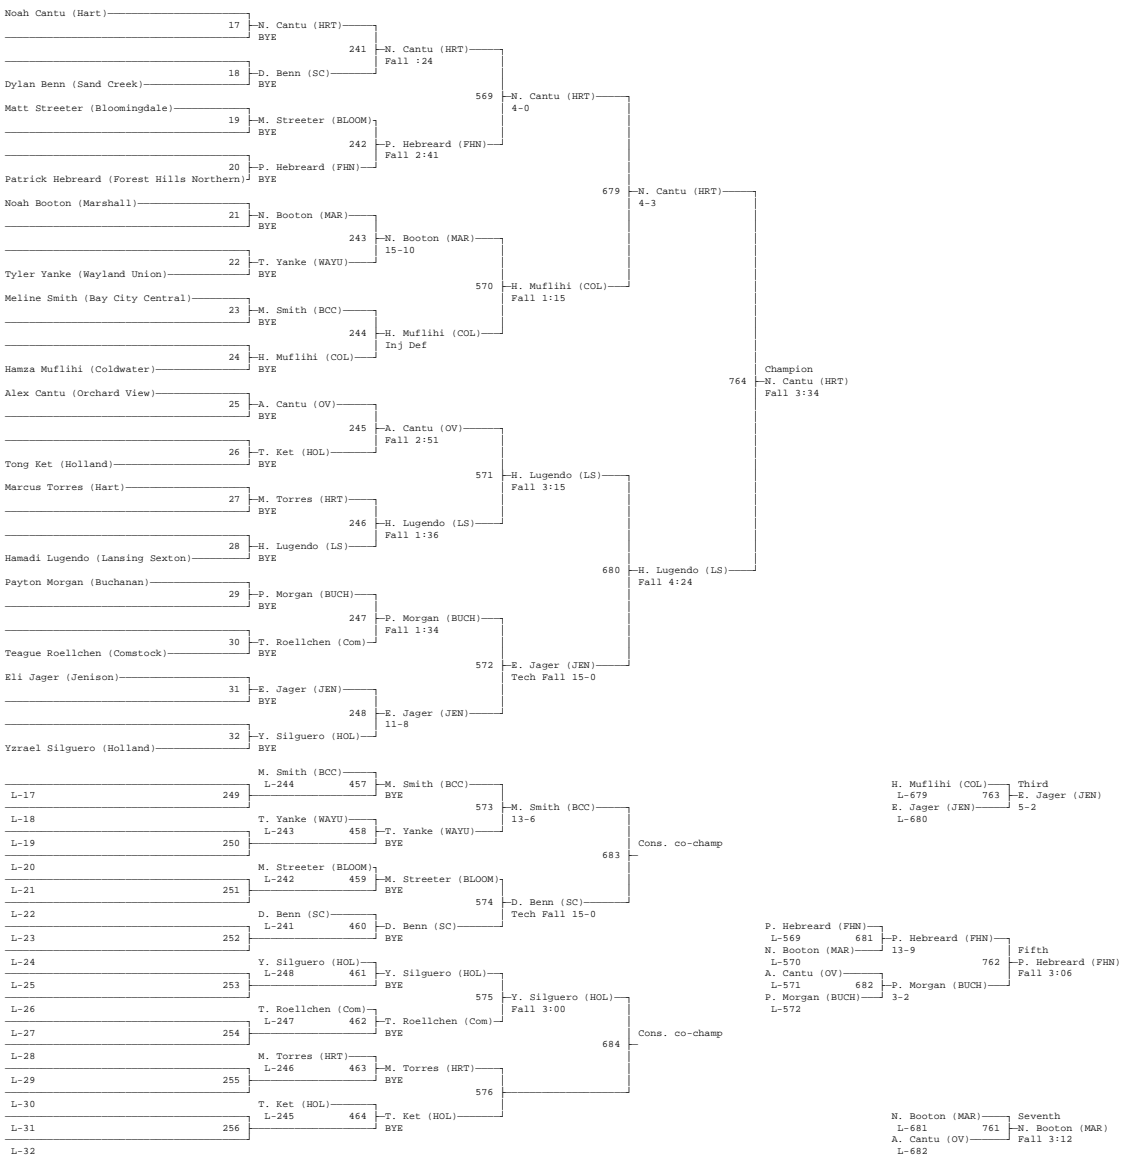 Noah Cantu (Hart)
17 N. Cantu (HRT)
BYE
241 N. Cantu (HRT)
Fall :24
18 D. Benn (SC)
Dylan Benn (Sand Creek) BYE
569 N. Cantu (HRT)
4-0
Matt Streeter (Bloomingdale)
19 M. Streeter (BLOOM)
BYE
242 P. Hebreard (FHN)
Fall 2:41
20 P. Hebreard (FHN)
Patrick Hebreard (Forest Hills Northern) BYE
679 N. Cantu (HRT)
4-3
Noah Booton (Marshall)
21 N. Booton (MAR)
BYE
243 N. Booton (MAR)
15-10
22 T. Yanke (WAYU)
Tyler Yanke (Wayland Union) BYE
570 H. Muflihi (COL)
Fall 1:15
Meline Smith (Bay City Central)
23 M. Smith (BCC)
BYE
244 H. Muflihi (COL)
Inj Def
24 H. Muflihi (COL)
Hamza Muflihi (Coldwater) BYE
Champion
764 N. Cantu (HRT)
Fall 3:34
Alex Cantu (Orchard View)
25 A. Cantu (OV)
BYE
245 A. Cantu (OV)
Fall 2:51
26 T. Ket (HOL)
Tong Ket (Holland) BYE
571 H. Lugendo (LS)
Fall 3:15
Marcus Torres (Hart)
27 M. Torres (HRT)
BYE
246 H. Lugendo (LS)
Fall 1:36
28 H. Lugendo (LS)
Hamadi Lugendo (Lansing Sexton) BYE
680 H. Lugendo (LS)
Fall 4:24
Payton Morgan (Buchanan)
29 P. Morgan (BUCH)
BYE
247 P. Morgan (BUCH)
Fall 1:34
30 T. Roellchen (Com)
Teague Roellchen (Comstock) BYE
572 E. Jager (JEN)
Tech Fall 15-0
Eli Jager (Jenison)
31 E. Jager (JEN)
BYE
248 E. Jager (JEN)
11-8
32 Y. Silguero (HOL)
Yzrael Silguero (Holland) BYE
M. Smith (BCC)
L-244 457 M. Smith (BCC)
L-17 249 BYE
573 M. Smith (BCC)
13-6
L-18
T. Yanke (WAYU)
L-243 458 T. Yanke (WAYU)
L-19 250 BYE
Cons. co-champ
683
L-20
M. Streeter (BLOOM)
L-242 459 M. Streeter (BLOOM)
L-21 251 BYE
574 D. Benn (SC)
Tech Fall 15-0
L-22
D. Benn (SC)
L-241 460 D. Benn (SC)
L-23 252 BYE
L-24
Y. Silguero (HOL)
L-248 461 Y. Silguero (HOL)
L-25 253 BYE
575 Y. Silguero (HOL)
Fall 3:00
L-26
T. Roellchen (Com)
L-247 462 T. Roellchen (Com)
L-27 254 BYE
Cons. co-champ
684
L-28
M. Torres (HRT)
L-246 463 M. Torres (HRT)
L-29 255 BYE
576
L-30
T. Ket (HOL)
L-245 464 T. Ket (HOL)
L-31 256 BYE
L-32
H. Muflihi (COL) Third
L-679 763 E. Jager (JEN)
E. Jager (JEN) 5-2
L-680
P. Hebreard (FHN)
L-569 681 P. Hebreard (FHN)
N. Booton (MAR) 13-9 Fifth
L-570 762 P. Hebreard (FHN)
A. Cantu (OV) Fall 3:06
L-571 682 P. Morgan (BUCH)
P. Morgan (BUCH) 3-2
L-572
N. Booton (MAR) Seventh
L-681 761 N. Booton (MAR)
A. Cantu (OV) Fall 3:12
L-682